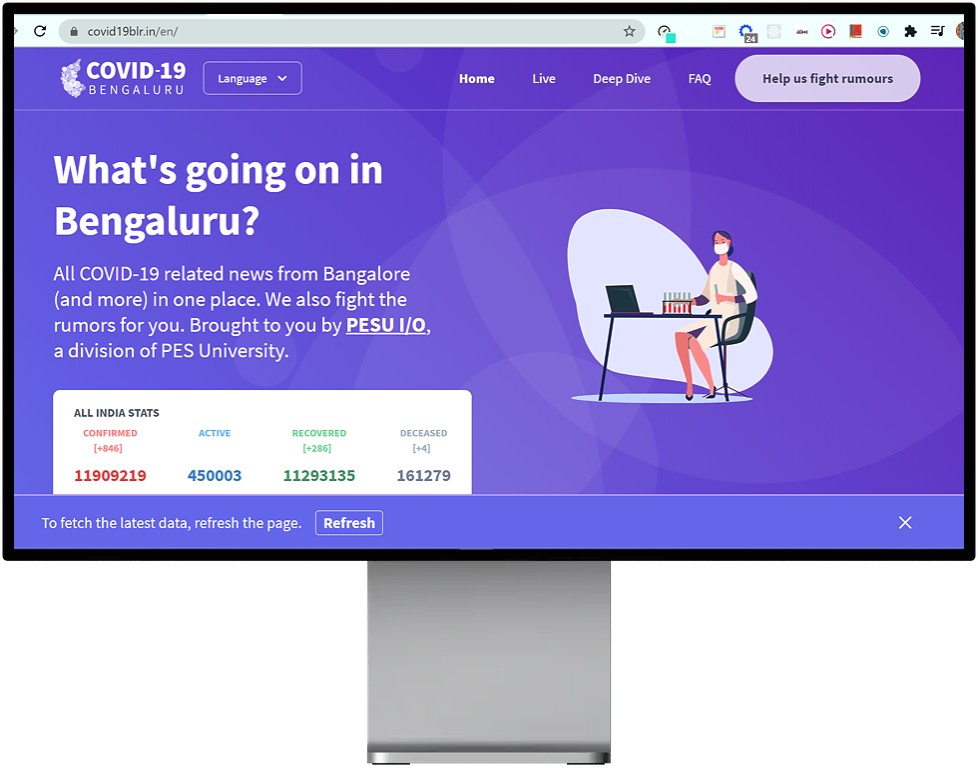 covid19blr.in/en/
24
COVID-19
BENGALURU
Language
Home
Live
Deep Dive
FAQ
Help us fight rumours
What's going on in
Bengaluru?
All COVID-19 related news from Bangalore
(and more) in one place. We also fight the
rumors for you. Brought to you by PESU I/O,
a division of PES University.
ALL INDIA STATS
CONFIRMED ACTIVE RECOVERED DECEASED
[+846] [+286] [+4]
11909219 450003 11293135 161279
To fetch the latest data, refresh the page. Refresh